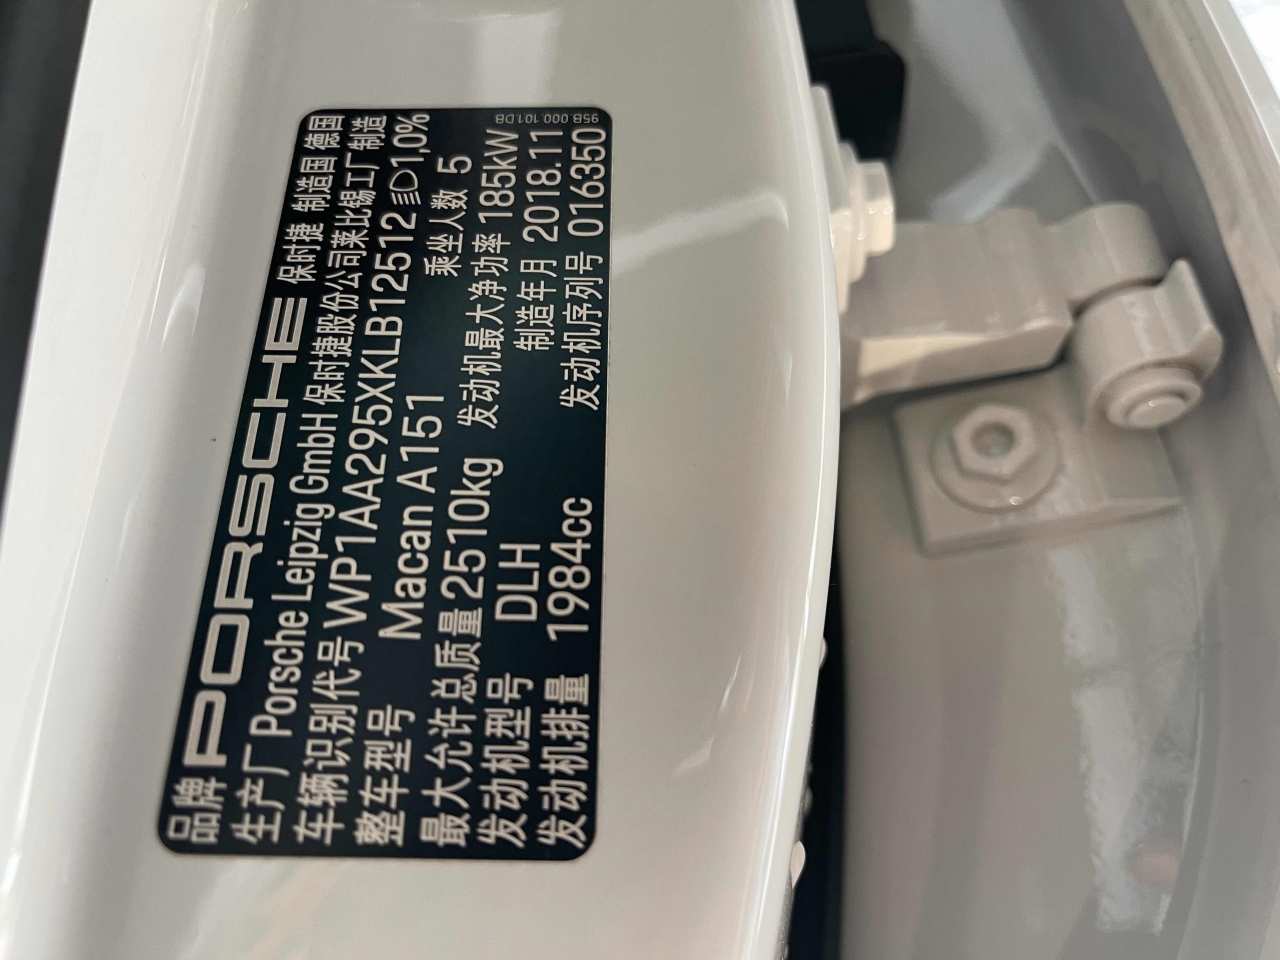 品牌 PORSCHE 保时捷 制造国 德国
生产厂 Porsche Leipzig GmbH 保时捷股份公司莱比锡工厂制造
车辆识别代号 WP1AA295XKLB12512 1,0%
整车型号 Macan A151 乘坐人数 5
最大允许总质量 2510kg 发动机最大净功率 185kW
发动机型号 DLH 制造年月 2018.11
发动机排量 1984cc 发动机序列号 016350
95B.000.101.DB